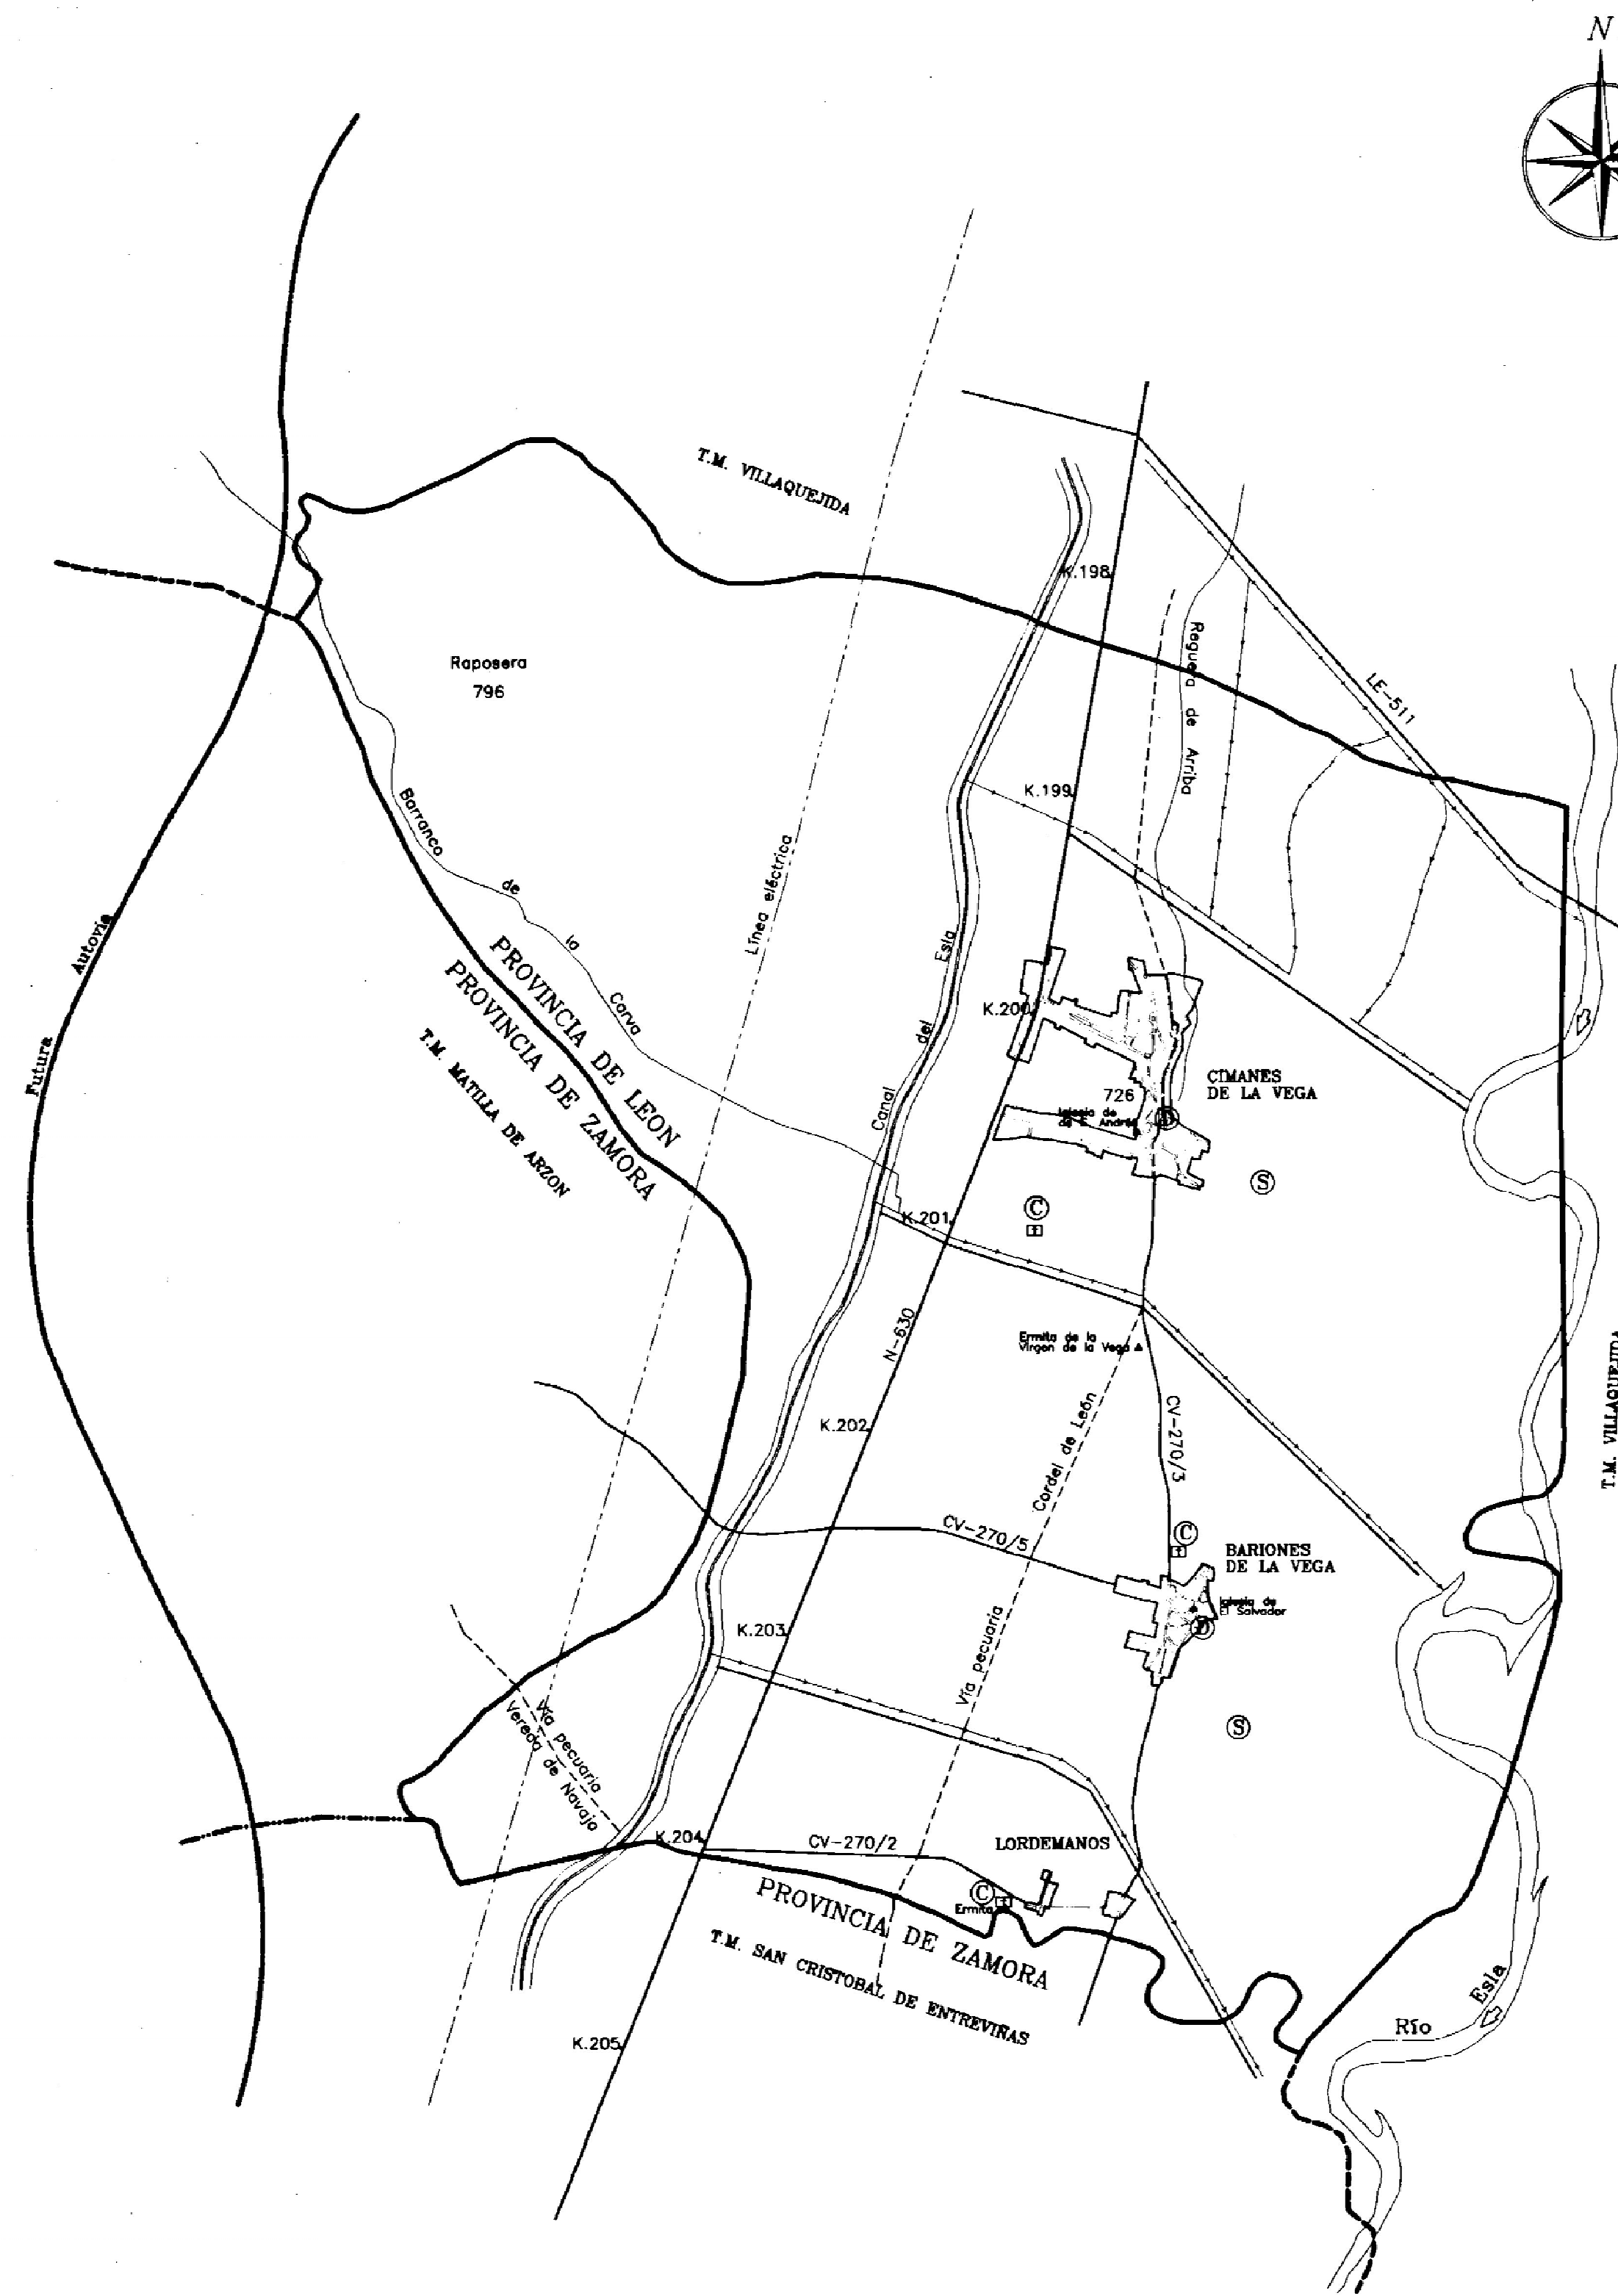 N
T.M. VILLAQUEJIDA
K.198
Raposera
796
Reguera de Arriba
LE-511
K.199
Barranco de la Corva
Línea eléctrica
Futura Autovía
PROVINCIA DE LEON
PROVINCIA DE ZAMORA
T.M. MATILLA DE ARZON
Canal del Esla
K.200
CIMANES
DE LA VEGA
726
Iglesia de
de S. Andrés
D
S
C
K.201
N-630
Ermita de la
Virgen de la Vega
T.M. VILLAQUEJIDA
K.202
Cordel de León
CV-270/3
CV-270/5
C
BARIONES
DE LA VEGA
Iglesia de
El Salvador
D
K.203
Vía pecuaria
Vía pecuaria
Vereda de Navajo
S
K.204
CV-270/2
LORDEMANOS
C
Ermita
PROVINCIA DE ZAMORA
T.M. SAN CRISTOBAL DE ENTREVIÑAS
Río Esla
K.205